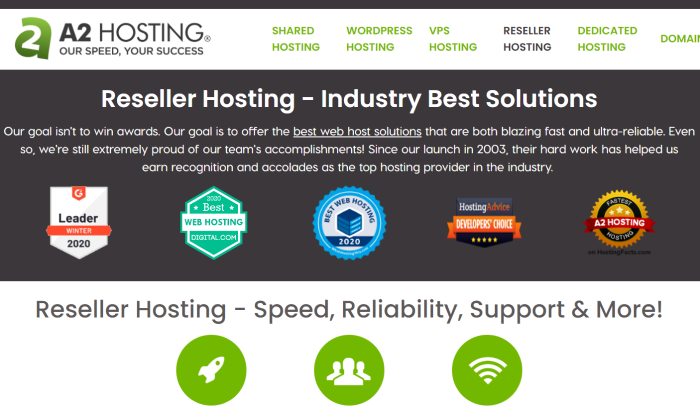 A2 HOSTING®
OUR SPEED, YOUR SUCCESS
SHARED
HOSTING
WORDPRESS
HOSTING
VPS
HOSTING
RESELLER
HOSTING
DEDICATED
HOSTING
DOMAIN
Reseller Hosting - Industry Best Solutions
Our goal isn't to win awards. Our goal is to offer the best web host solutions that are both blazing fast and ultra-reliable. Even
so, we're still extremely proud of our team's accomplishments! Since our launch in 2003, their hard work has helped us
earn recognition and accolades as the top hosting provider in the industry.
G
Leader
WINTER
2020
2020
Best
WEB HOSTING
DIGITAL.COM
BEST WEB HOSTING
2020
HostingAdvice
DEVELOPERS' CHOICE
FASTEST
A2 HOSTING
HOSTING
on HostingFacts.com
Reseller Hosting - Speed, Reliability, Support & More!